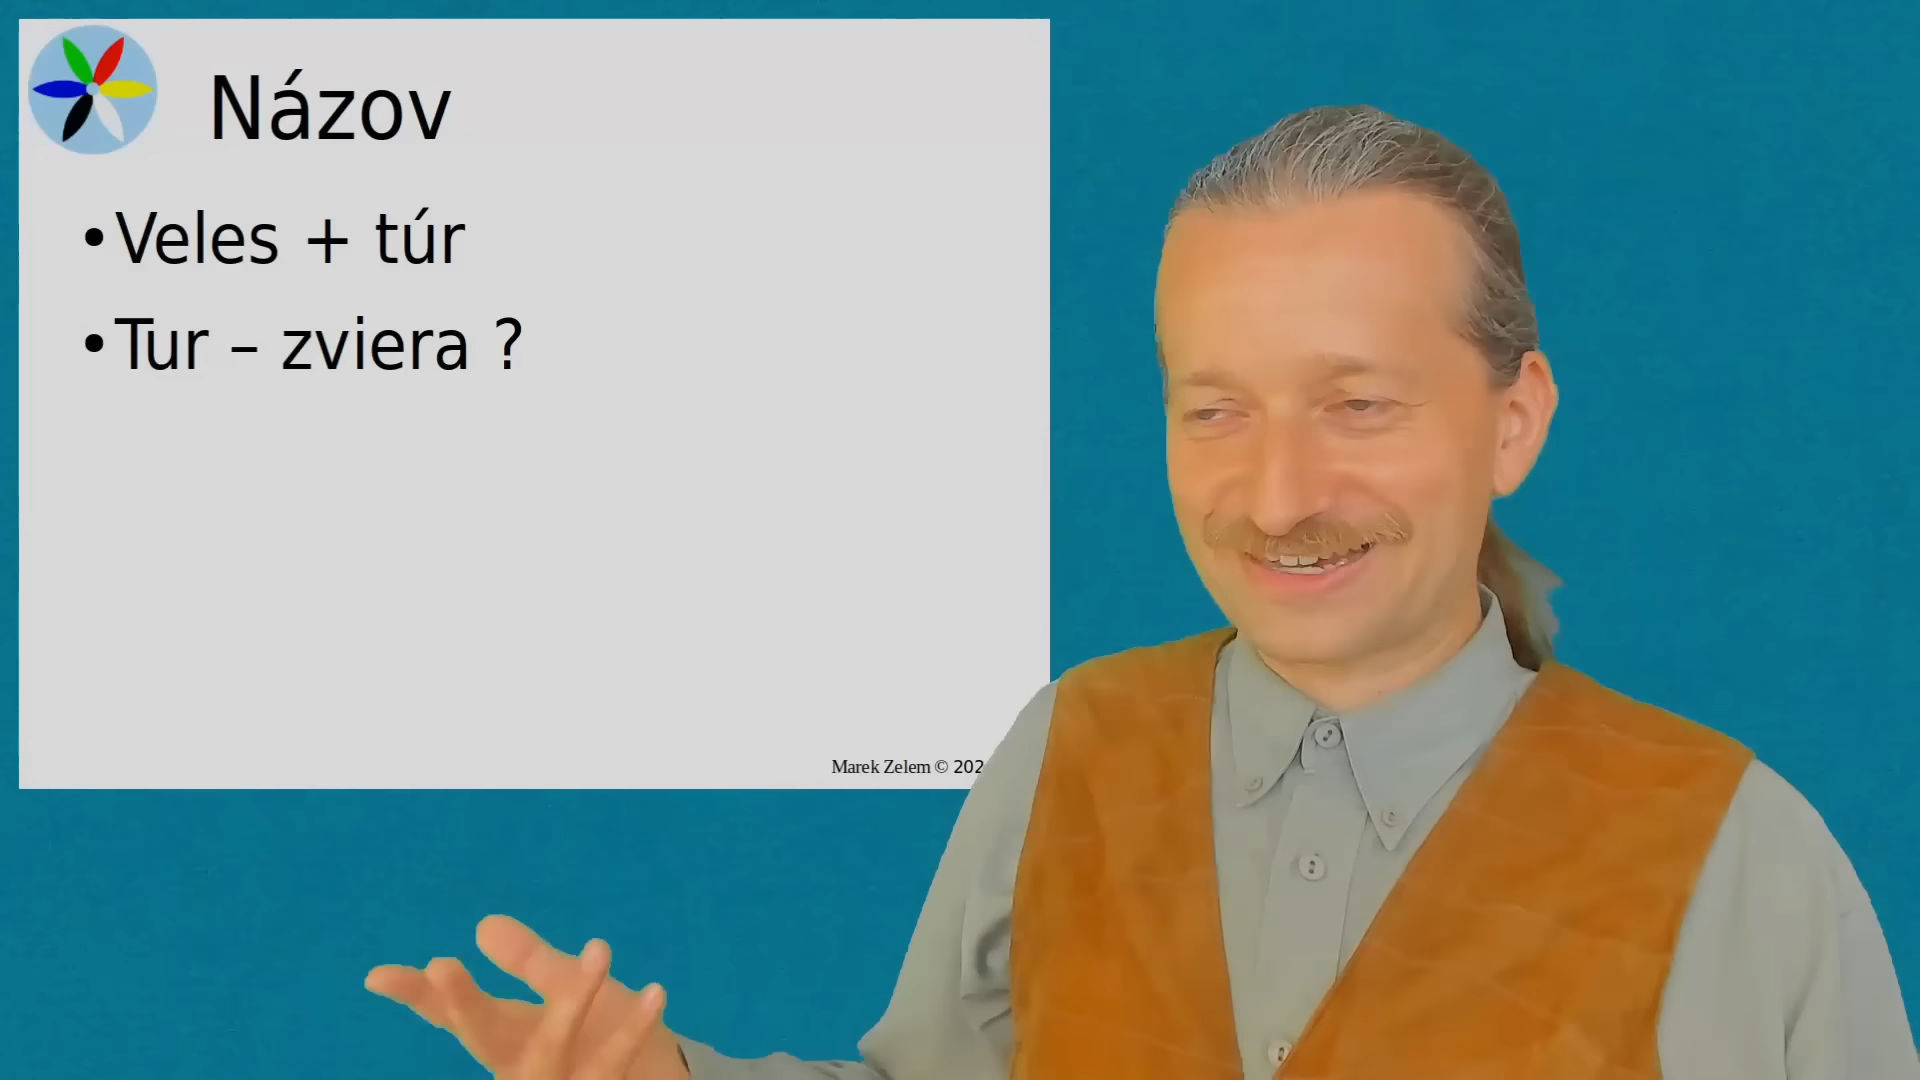 Názov
• Veles + túr
• Tur – zviera ?
Marek Zelem © 202